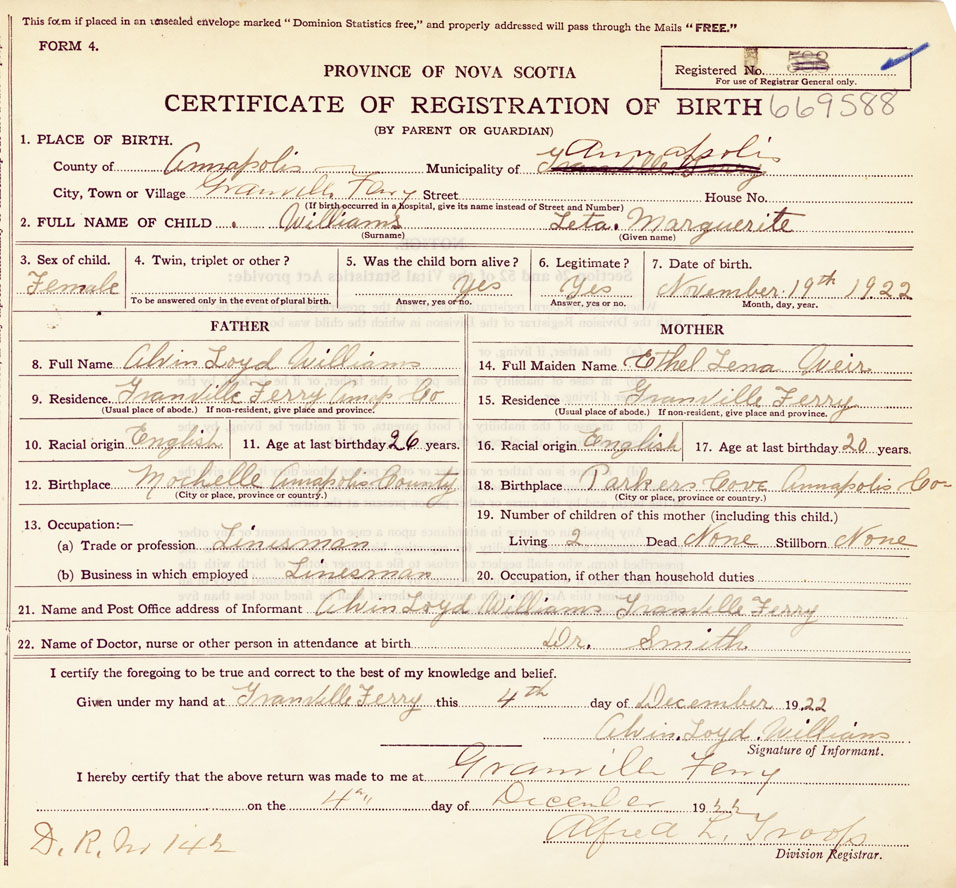 This form if placed in an unsealed envelope marked "Dominion Statistics free," and properly addressed will pass through the Mails "FREE."
FORM 4.
Registered No. 588
For use of Registrar General only.
PROVINCE OF NOVA SCOTIA
CERTIFICATE OF REGISTRATION OF BIRTH 669588
(BY PARENT OR GUARDIAN)
1. PLACE OF BIRTH.
County of Annapolis Municipality of Granville Ferry Annapolis
City, Town or Village Granville Ferry Street House No.
(If birth occurred in a hospital, give its name instead of Street and Number)
2. FULL NAME OF CHILD Williams Leta Marguerite
(Surname) (Given name)
3. Sex of child. 4. Twin, triplet or other? 5. Was the child born alive? 6. Legitimate? 7. Date of birth.
Female Yes Yes November 19th 1922
To be answered only in the event of plural birth. Answer, yes or no. Answer, yes or no. Month, day, year.
FATHER MOTHER
8. Full Name Alvin Loyd Williams 14. Full Maiden Name Ethel Lena Weir
9. Residence Granville Ferry Annap Co 15. Residence Granville Ferry
(Usual place of abode.) If non-resident, give place and province. (Usual place of abode.) If non-resident, give place and province.
10. Racial origin English 11. Age at last birthday 26 years. 16. Racial origin English 17. Age at last birthday 20 years.
12. Birthplace Mochelle Annapolis County 18. Birthplace Parkers Cove Annapolis Co-
(City or place, province or country.) (City or place, province or country.)
13. Occupation:— 19. Number of children of this mother (including this child.)
(a) Trade or profession Linesman Living 2 Dead None Stillborn None
(b) Business in which employed Linesman 20. Occupation, if other than household duties
21. Name and Post Office address of Informant Alvin Loyd Williams Granville Ferry
22. Name of Doctor, nurse or other person in attendance at birth Dr. Smith
I certify the foregoing to be true and correct to the best of my knowledge and belief.
Given under my hand at Granville Ferry this 4th day of December 1922
Alvin Loyd Williams
Signature of Informant.
I hereby certify that the above return was made to me at Granville Ferry
on the 4th day of December 1922
Alfred L. Troop
Division Registrar.
D. R. No 142